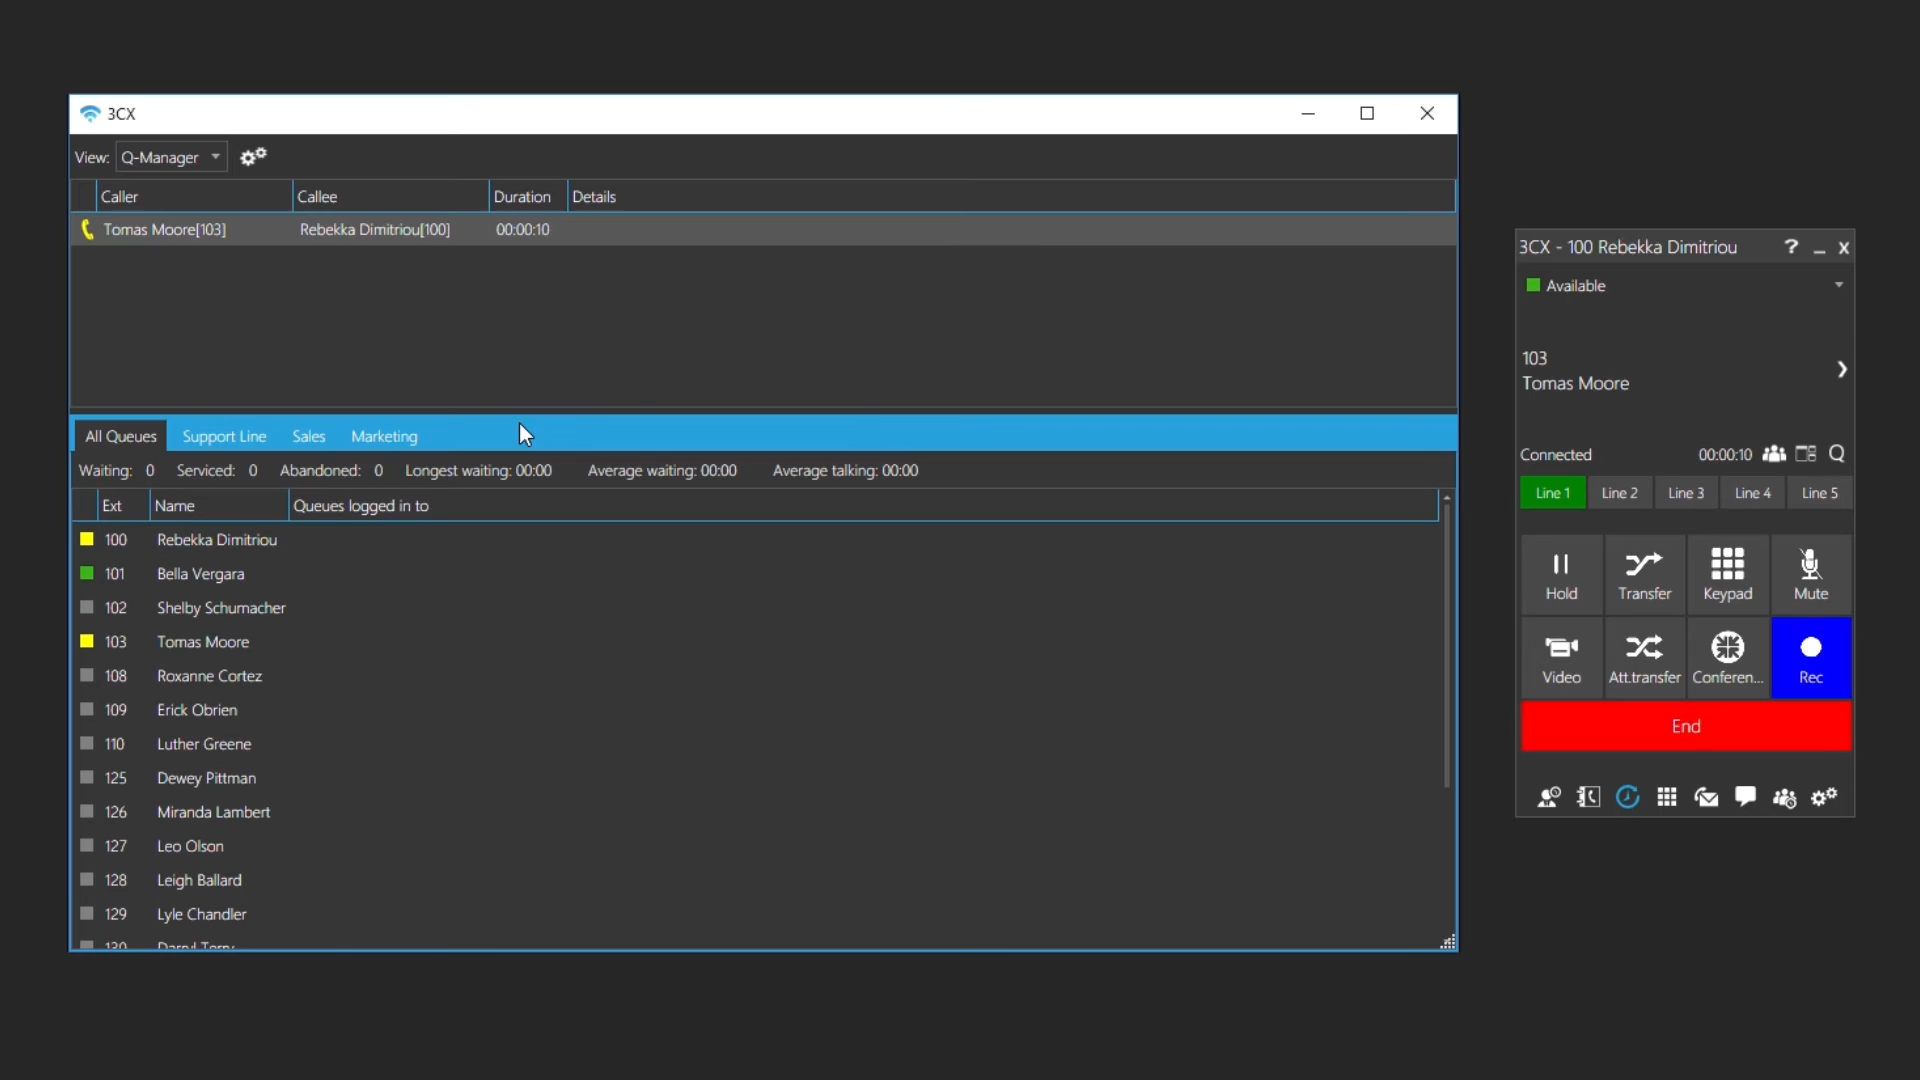 3CX
View: Q-Manager
Caller Callee Duration Details
Tomas Moore[103] Rebekka Dimitriou[100] 00:00:10
All Queues Support Line Sales Marketing
Waiting: 0 Serviced: 0 Abandoned: 0 Longest waiting: 00:00 Average waiting: 00:00 Average talking: 00:00
Ext Name Queues logged in to
100 Rebekka Dimitriou
101 Bella Vergara
102 Shelby Schumacher
103 Tomas Moore
108 Roxanne Cortez
109 Erick Obrien
110 Luther Greene
125 Dewey Pittman
126 Miranda Lambert
127 Leo Olson
128 Leigh Ballard
129 Lyle Chandler
130 Darryl Terry
3CX - 100 Rebekka Dimitriou ? _ x
Available
103
Tomas Moore
Connected 00:00:10
Line 1 Line 2 Line 3 Line 4 Line 5
Hold Transfer Keypad Mute
Video Att.transfer Conferen... Rec
End